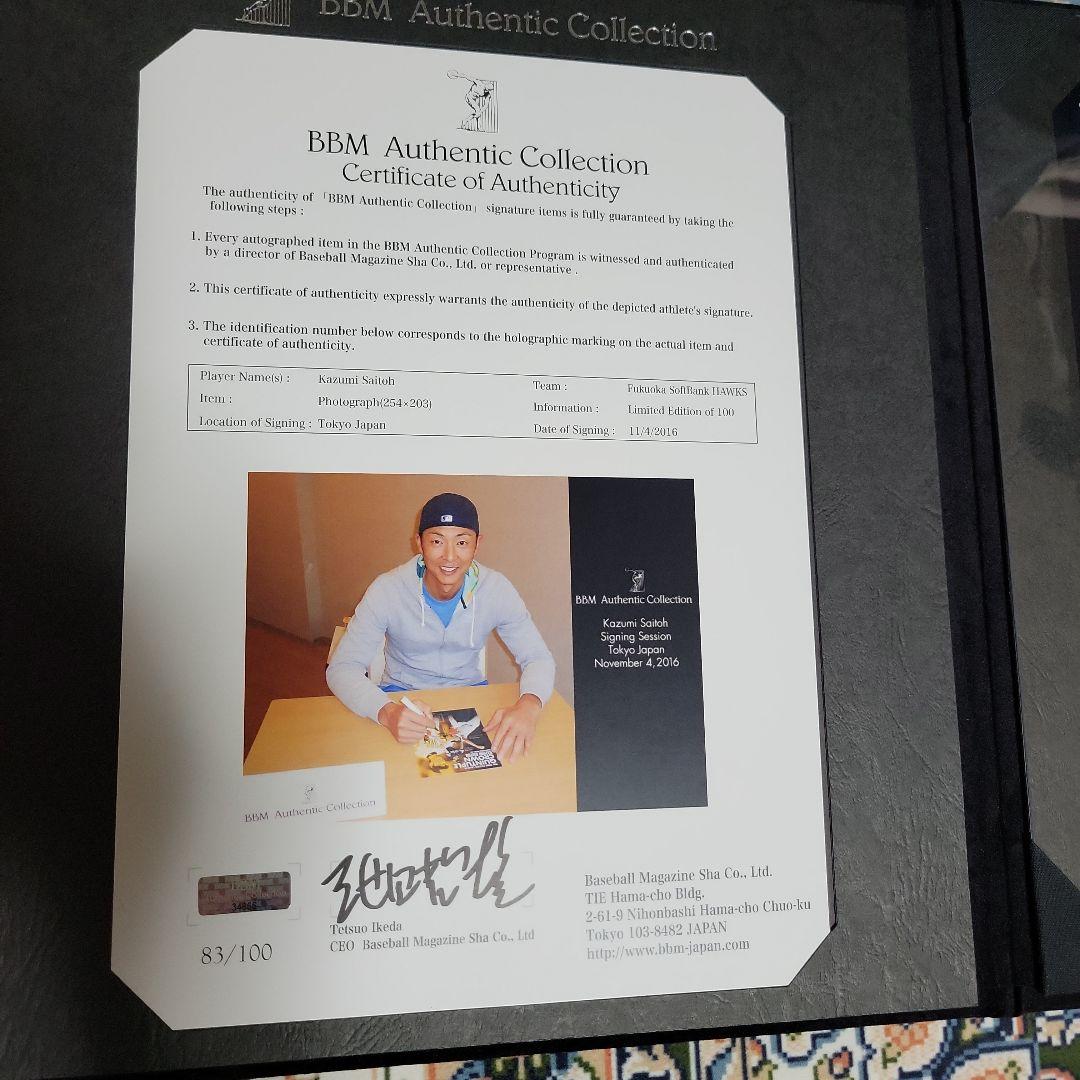 BBM Authentic Collection
BBM Authentic Collection
Certificate of Authenticity
The authenticity of 「BBM Authentic Collection」 signature items is fully guaranteed by taking the
following steps :
1. Every autographed item in the BBM Authentic Collection Program is witnessed and authenticated
by a director of Baseball Magazine Sha Co., Ltd. or representative .
2. This certificate of authenticity expressly warrants the authenticity of the depicted athlete's signature.
3. The identification number below corresponds to the holographic marking on the actual item and
certificate of authenticity.
Player Name(s) : Kazumi Saitoh Team : Fukuoka SoftBank HAWKS
Item : Photograph(254×203) Information : Limited Edition of 100
Location of Signing : Tokyo Japan Date of Signing : 11/4/2016
BBM Authentic Collection
Kazumi Saitoh
Signing Session
Tokyo Japan
November 4,2016
QUINTUPLE
CROWN
BBM Authentic Collection
BBM
83/100
池田哲雄
Tetsuo Ikeda
CEO Baseball Magazine Sha Co., Ltd
Baseball Magazine Sha Co., Ltd.
TIE Hama-cho Bldg.
2-61-9 Nihonbashi Hama-cho Chuo-ku
Tokyo 103-8482 JAPAN
http://www.bbm-japan.com